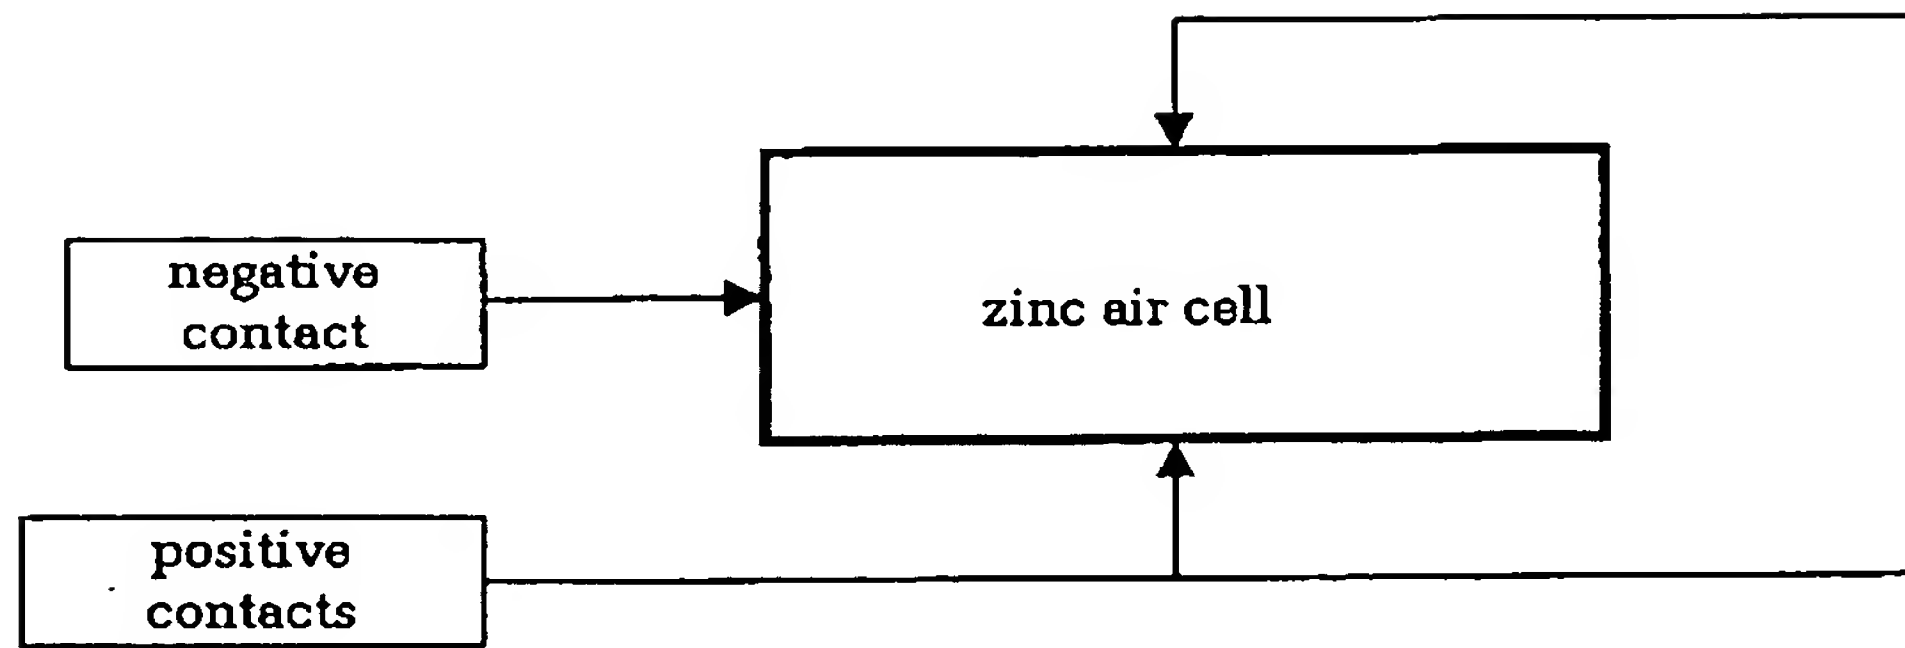 negative
contact
zinc air cell
positive
contacts